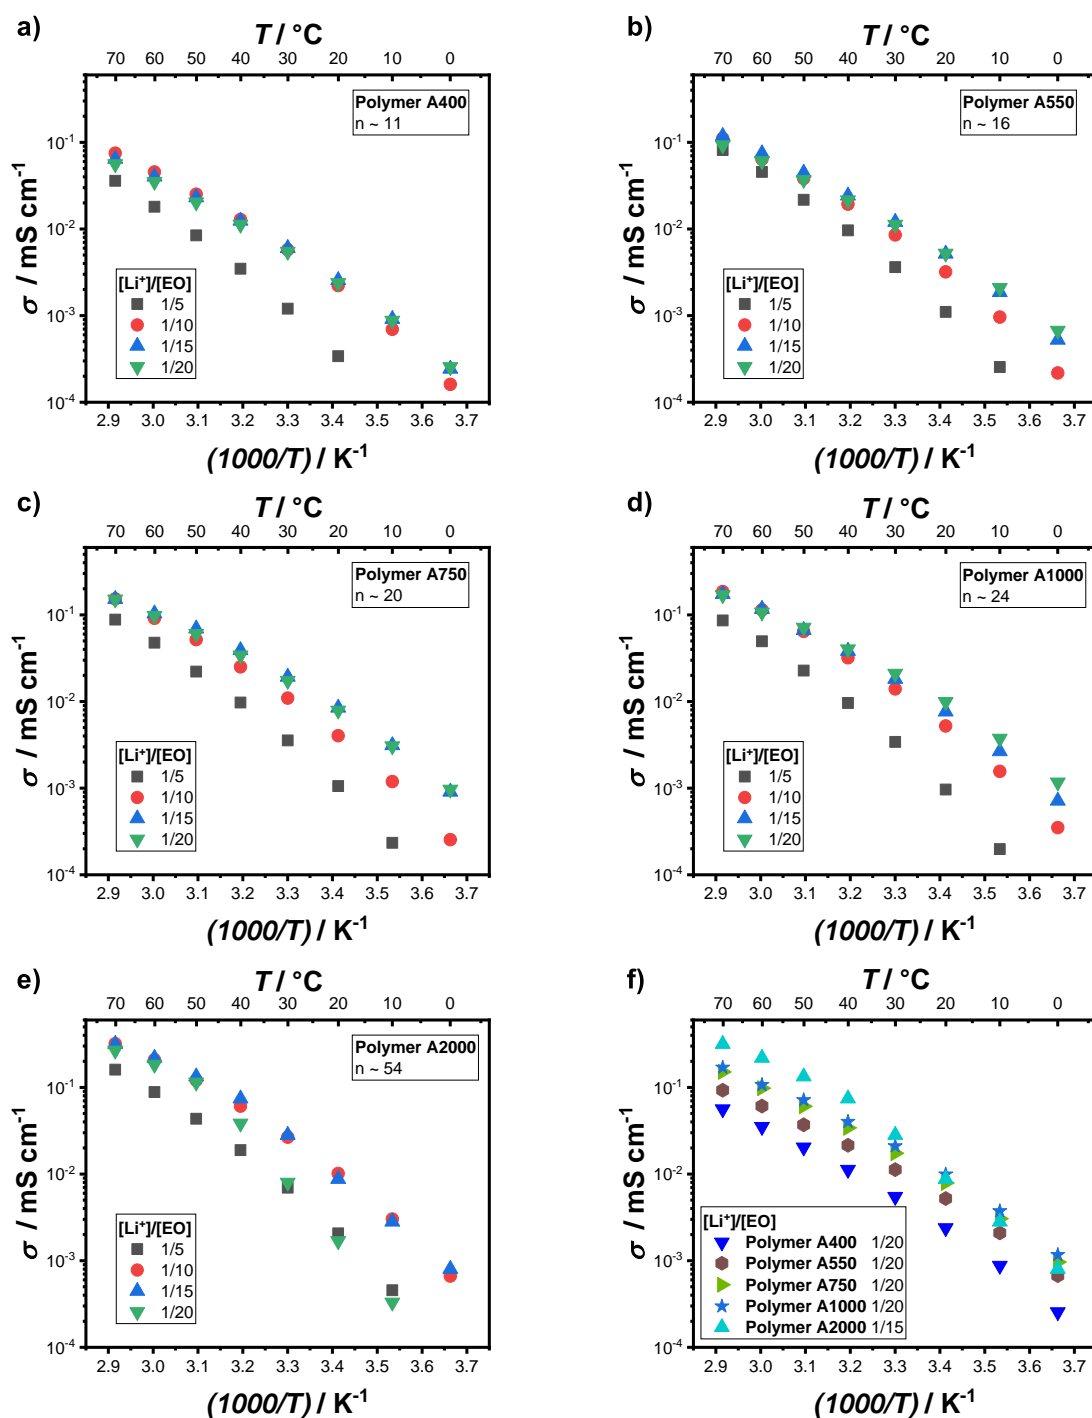 a)
T / °C
70 60 50 40 30 20 10 0
Polymer A400
n ~ 11
10⁻¹
10⁻²
10⁻³
10⁻⁴
σ / mS cm⁻¹
[Li⁺]/[EO]
1/5
1/10
1/15
1/20
2.9 3.0 3.1 3.2 3.3 3.4 3.5 3.6 3.7
(1000/T) / K⁻¹
b)
T / °C
70 60 50 40 30 20 10 0
Polymer A550
n ~ 16
10⁻¹
10⁻²
10⁻³
10⁻⁴
σ / mS cm⁻¹
[Li⁺]/[EO]
1/5
1/10
1/15
1/20
2.9 3.0 3.1 3.2 3.3 3.4 3.5 3.6 3.7
(1000/T) / K⁻¹
c)
T / °C
70 60 50 40 30 20 10 0
Polymer A750
n ~ 20
10⁻¹
10⁻²
10⁻³
10⁻⁴
σ / mS cm⁻¹
[Li⁺]/[EO]
1/5
1/10
1/15
1/20
2.9 3.0 3.1 3.2 3.3 3.4 3.5 3.6 3.7
(1000/T) / K⁻¹
d)
T / °C
70 60 50 40 30 20 10 0
Polymer A1000
n ~ 24
10⁻¹
10⁻²
10⁻³
10⁻⁴
σ / mS cm⁻¹
[Li⁺]/[EO]
1/5
1/10
1/15
1/20
2.9 3.0 3.1 3.2 3.3 3.4 3.5 3.6 3.7
(1000/T) / K⁻¹
e)
T / °C
70 60 50 40 30 20 10 0
Polymer A2000
n ~ 54
10⁻¹
10⁻²
10⁻³
10⁻⁴
σ / mS cm⁻¹
[Li⁺]/[EO]
1/5
1/10
1/15
1/20
2.9 3.0 3.1 3.2 3.3 3.4 3.5 3.6 3.7
(1000/T) / K⁻¹
f)
T / °C
70 60 50 40 30 20 10 0
10⁻¹
10⁻²
10⁻³
10⁻⁴
σ / mS cm⁻¹
[Li⁺]/[EO]
Polymer A400 1/20
Polymer A550 1/20
Polymer A750 1/20
Polymer A1000 1/20
Polymer A2000 1/15
2.9 3.0 3.1 3.2 3.3 3.4 3.5 3.6 3.7
(1000/T) / K⁻¹